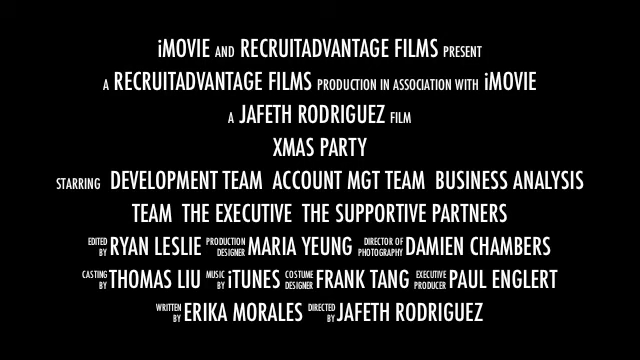 iMOVIE AND RECRUITADVANTAGE FILMS PRESENT
A RECRUITADVANTAGE FILMS PRODUCTION IN ASSOCIATION WITH iMOVIE
A JAFETH RODRIGUEZ FILM
XMAS PARTY
STARRING DEVELOPMENT TEAM ACCOUNT MGT TEAM BUSINESS ANALYSIS
TEAM THE EXECUTIVE THE SUPPORTIVE PARTNERS
EDITED BY RYAN LESLIE PRODUCTION DESIGNER MARIA YEUNG DIRECTOR OF PHOTOGRAPHY DAMIEN CHAMBERS
CASTING BY THOMAS LIU MUSIC BY iTUNES COSTUME DESIGNER FRANK TANG EXECUTIVE PRODUCER PAUL ENGLERT
WRITTEN BY ERIKA MORALES DIRECTED BY JAFETH RODRIGUEZ